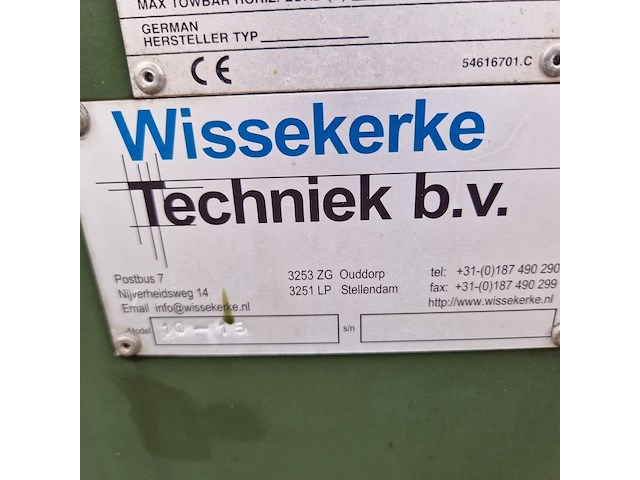 MAX TOWBAR HORIZ.
GERMAN
HERSTELLER TYP
CE 54616701.C
Wissekerke
Techniek b.v.
Postbus 7 3253 ZG Ouddorp tel: +31-(0)187 490 290
Nijverheidsweg 14 3251 LP Stellendam fax: +31-(0)187 490 299
Email info@wissekerke.nl http://www.wissekerke.nl
Model 10-15 s/n